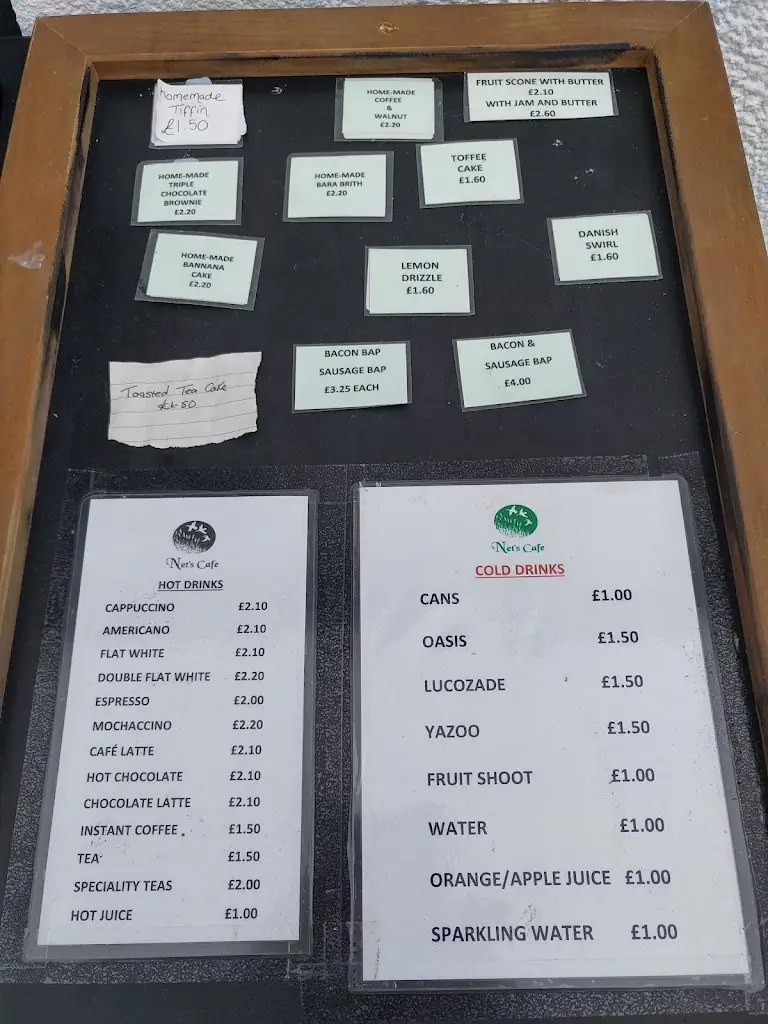 homemade
Tiffin
£1.50
HOME-MADE
COFFEE
&
WALNUT
£2.20
FRUIT SCONE WITH BUTTER
£2.10
WITH JAM AND BUTTER
£2.60
HOME-MADE
TRIPLE
CHOCOLATE
BROWNIE
£2.20
HOME-MADE
BARA BRITH
£2.20
TOFFEE
CAKE
£1.60
HOME-MADE
BANNANA
CAKE
£2.20
LEMON
DRIZZLE
£1.60
DANISH
SWIRL
£1.60
Toasted Tea Cake
£1.50
BACON BAP
SAUSAGE BAP
£3.25 EACH
BACON &
SAUSAGE BAP
£4.00
Net's Cafe
HOT DRINKS
CAPPUCCINO £2.10
AMERICANO £2.10
FLAT WHITE £2.10
DOUBLE FLAT WHITE £2.20
ESPRESSO £2.00
MOCHACCINO £2.20
CAFÉ LATTE £2.10
HOT CHOCOLATE £2.10
CHOCOLATE LATTE £2.10
INSTANT COFFEE £1.50
TEA £1.50
SPECIALITY TEAS £2.00
HOT JUICE £1.00
Net's Cafe
COLD DRINKS
CANS £1.00
OASIS £1.50
LUCOZADE £1.50
YAZOO £1.50
FRUIT SHOOT £1.00
WATER £1.00
ORANGE/APPLE JUICE £1.00
SPARKLING WATER £1.00